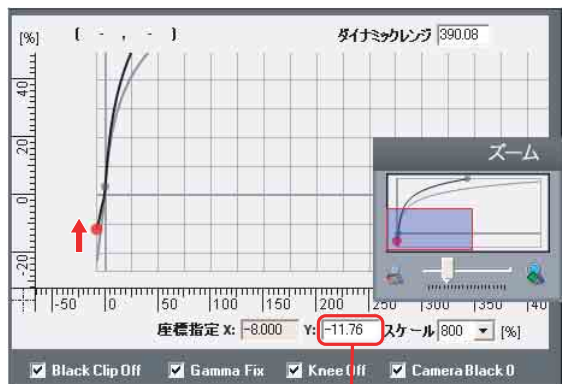 [%] ( - , - ) ダイナミックレンジ 390.08
40
20
0
-20
ズーム
-50 0 50 100 150 200 250 300 350 40
座標指定 X: -8.000 Y: -11.76 スケール 800 [%]
Black Clip Off Gamma Fix Knee Off Camera Black 0